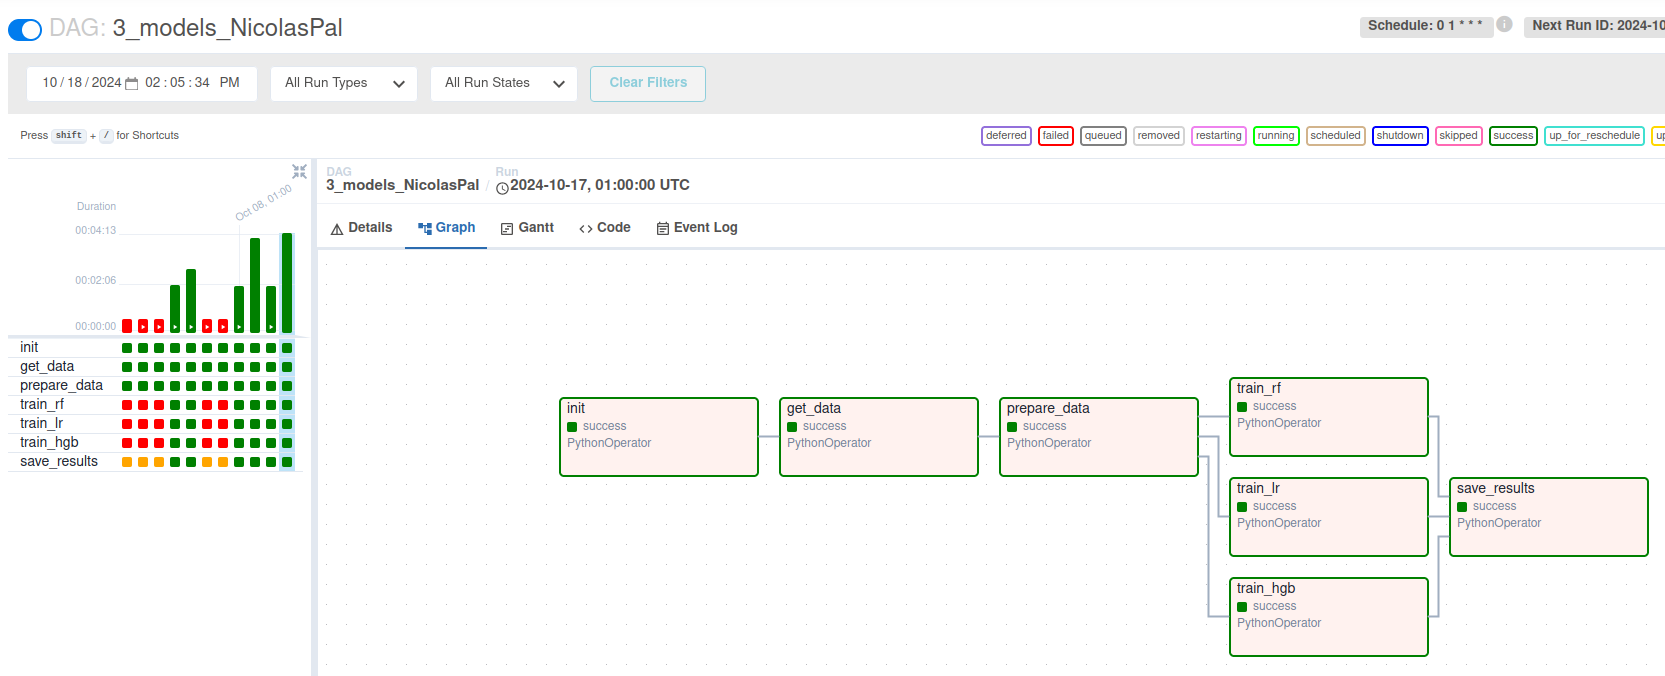 DAG: 3_models_NicolasPal
Schedule: 0 1 * * *
Next Run ID: 2024-10
10 / 18 / 2024 02 : 05 : 34 PM
All Run Types
All Run States
Clear Filters
Press shift + / for Shortcuts
deferred
failed
queued
removed
restarting
running
scheduled
shutdown
skipped
success
up_for_reschedule
up
Oct 08, 01:00
Duration
00:04:13
00:02:06
00:00:00
init
get_data
prepare_data
train_rf
train_lr
train_hgb
save_results
DAG
3_models_NicolasPal
/
Run
2024-10-17, 01:00:00 UTC
Details
Graph
Gantt
Code
Event Log
init
success
PythonOperator
get_data
success
PythonOperator
prepare_data
success
PythonOperator
train_rf
success
PythonOperator
train_lr
success
PythonOperator
train_hgb
success
PythonOperator
save_results
success
PythonOperator